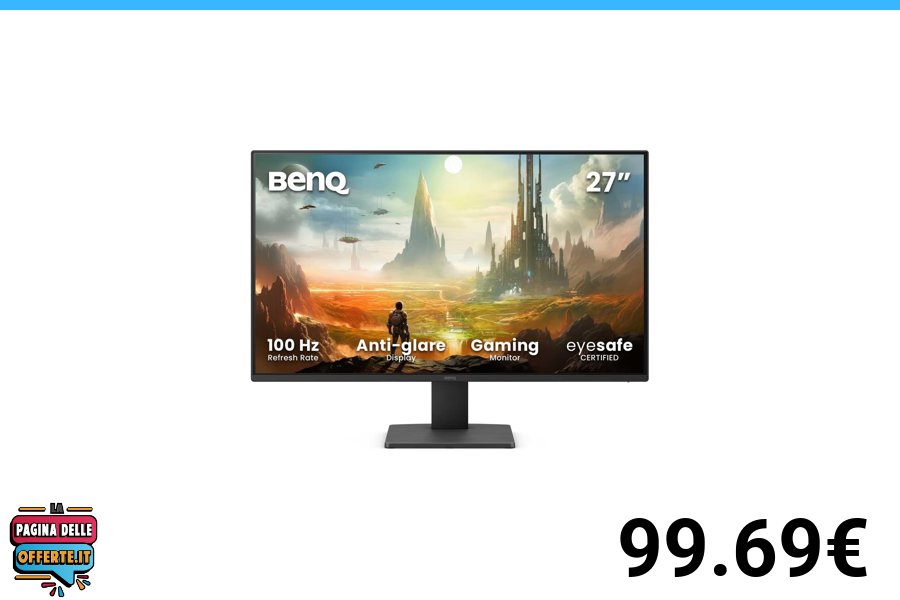 BenQ
27”
100 Hz
Refresh Rate
Anti-glare
Display
Gaming
Monitor
eyesafe
CERTIFIED
BenQ
LA
PAGINA DELLE
OFFERTE.IT
99.69€